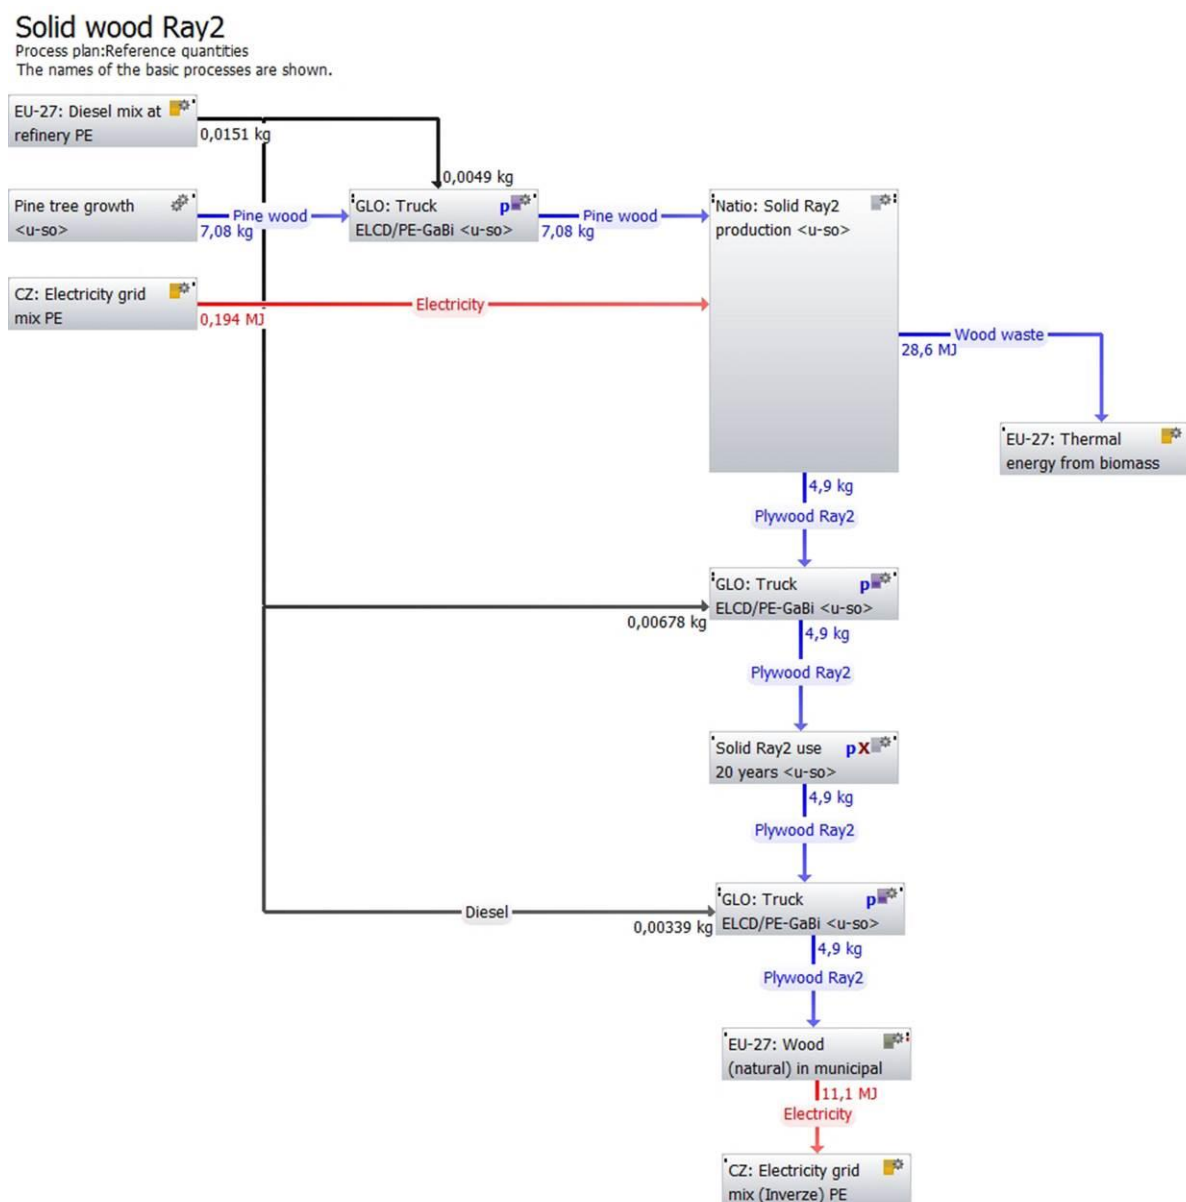 Solid wood Ray2
Process plan:Reference quantities
The names of the basic processes are shown.
EU-27: Diesel mix at
refinery PE
0,0151 kg
0,0049 kg
Pine tree growth
<u-so>
Pine wood
7,08 kg
GLO: Truck
p
ELCD/PE-GaBi <u-so>
Pine wood
7,08 kg
Natio: Solid Ray2
production <u-so>
CZ: Electricity grid
mix PE
Electricity
0,194 MJ
Wood waste
28,6 MJ
EU-27: Thermal
energy from biomass
4,9 kg
Plywood Ray2
GLO: Truck
p
ELCD/PE-GaBi <u-so>
0,00678 kg
4,9 kg
Plywood Ray2
Solid Ray2 use
p X
20 years <u-so>
4,9 kg
Plywood Ray2
GLO: Truck
p
ELCD/PE-GaBi <u-so>
Diesel
0,00339 kg
4,9 kg
Plywood Ray2
EU-27: Wood
(natural) in municipal
11,1 MJ
Electricity
CZ: Electricity grid
mix (Inverze) PE